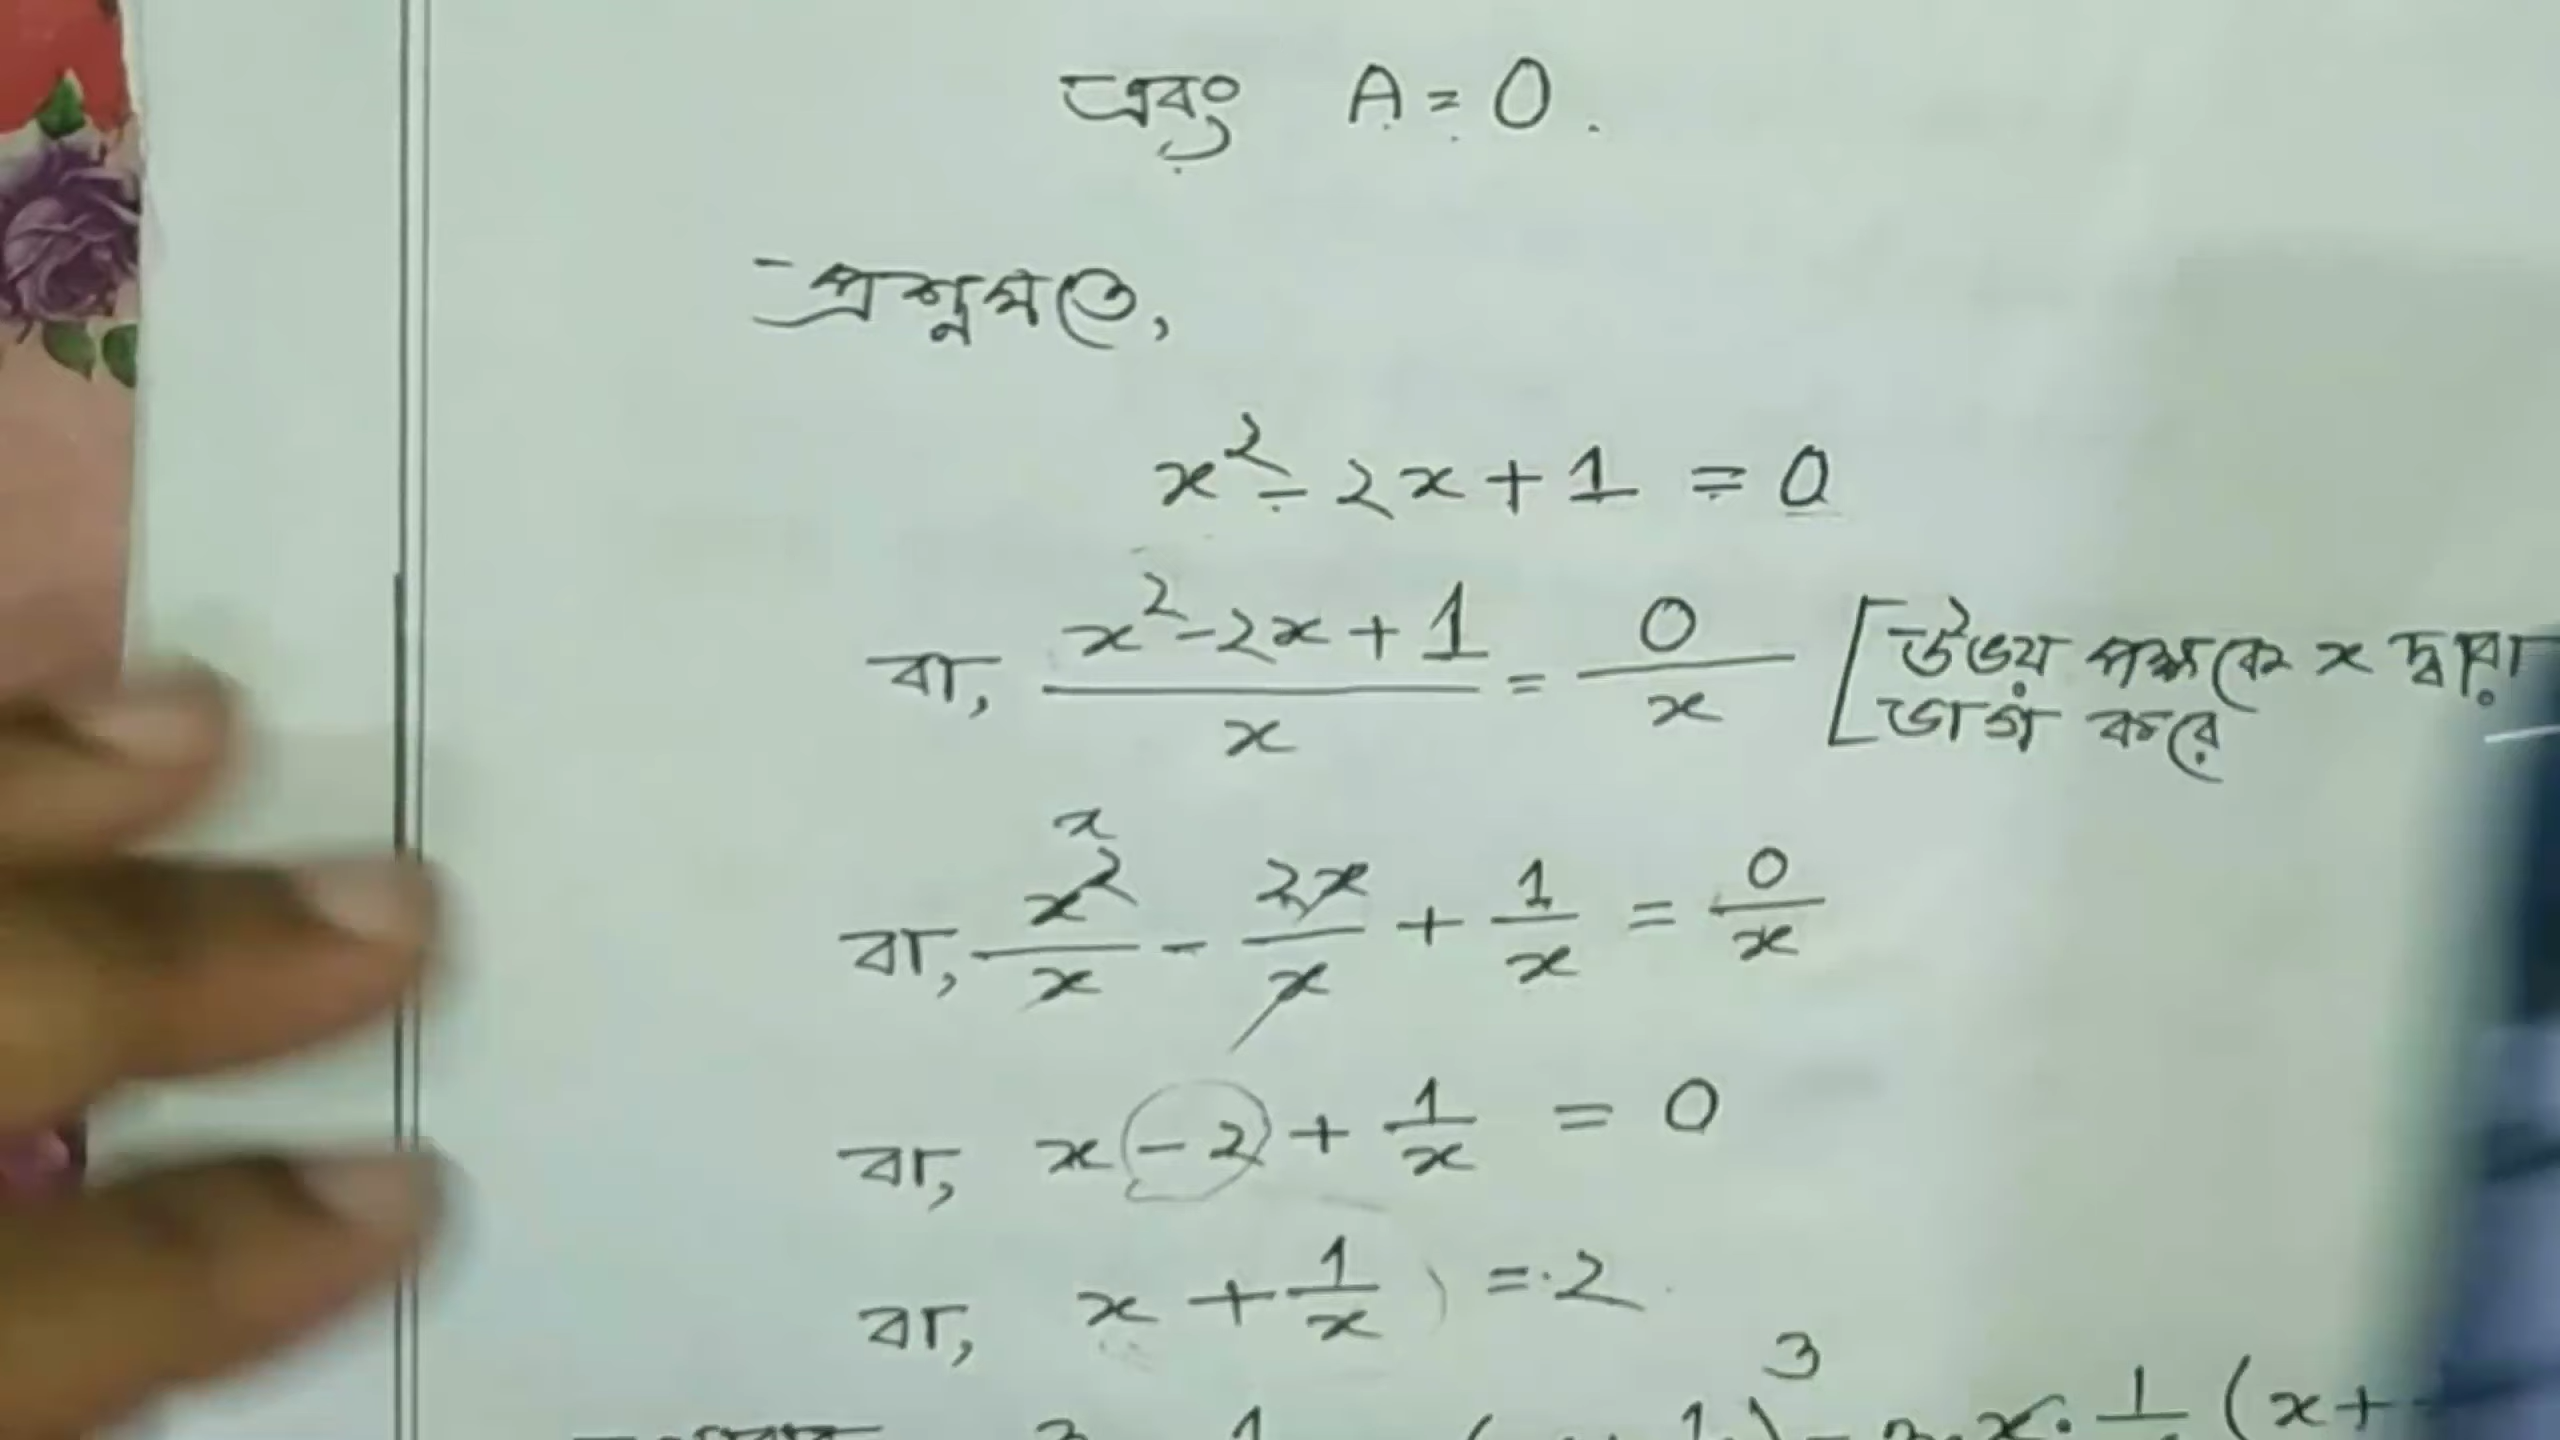 এবং A = 0.
প্রশ্নমতে,
x² - 2x + 1 = 0
বা, (x² - 2x + 1)/x = 0/x [উভয় পক্ষকে x দ্বারা
ভাগ করে
x
বা, x²/x - 2x/x + 1/x = 0/x
বা, x - 2 + 1/x = 0
বা, x + 1/x = 2